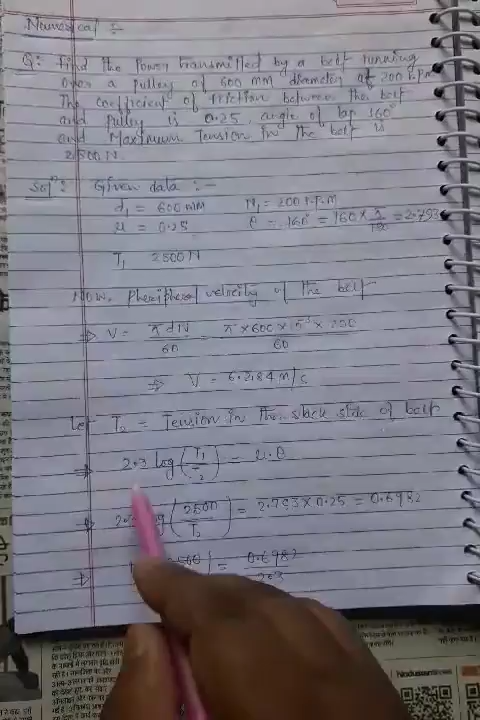 Numerical :-
Q: Find the Power transmitted by a belt running
over a pulley of 600 mm diameter at 200 r.p.m
The coefficient of friction between the belt
and pulley is 0.25, angle of lap 160°
and Maximum Tension in the belt is
2500 N.
Solⁿ: Given data :-
d₁ = 600 mm N₁ = 200 r.p.m
μ = 0.25 θ = 160° = 160 × π/180 = 2.793
T₁ 2500 N
Now, Pheripheral velocity of the belt
⇒ V = πdN/60 = π × 600 × 10⁻³ × 200/60
⇒ V = 6.284 m/s
Let T₂ = Tension in the slack side of belt
⇒ 2.3 log (T₁/T₂) = μ.θ
⇒ log (2500/T₂) = 2.793 × 0.25 = 0.6982
⇒ = 0.6982/2.3
hindustan